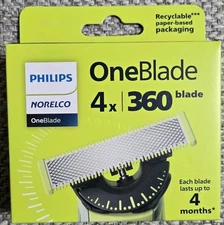 Recyclable***
paper-based
packaging
PHILIPS
NORELCO
OneBlade
OneBlade
4x | 360 blade
Each blade
lasts up to
4
months*